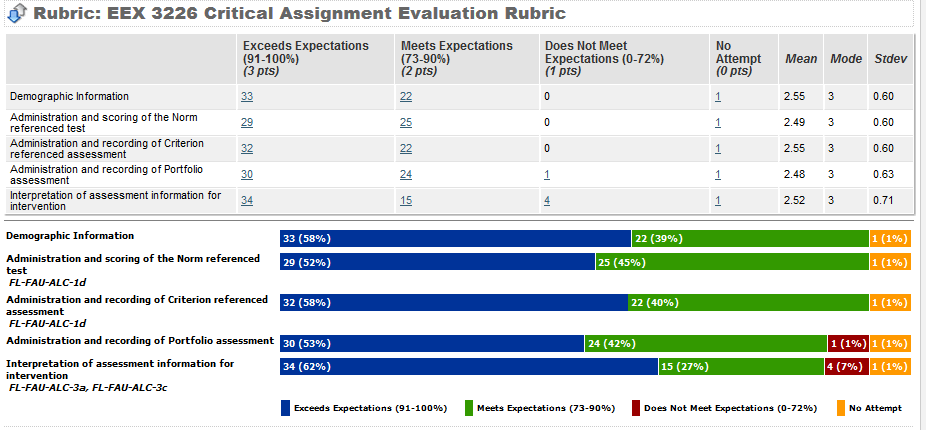 Rubric: EEX 3226 Critical Assignment Evaluation Rubric
Exceeds Expectations (91-100%) (3 pts) Meets Expectations (73-90%) (2 pts) Does Not Meet Expectations (0-72%) (1 pts) No Attempt (0 pts) Mean Mode Stdev
Demographic Information 33 22 0 1 2.55 3 0.60
Administration and scoring of the Norm referenced test 29 25 0 1 2.49 3 0.60
Administration and recording of Criterion referenced assessment 32 22 0 1 2.55 3 0.60
Administration and recording of Portfolio assessment 30 24 1 1 2.48 3 0.63
Interpretation of assessment information for intervention 34 15 4 1 2.52 3 0.71
Demographic Information 33 (58%) 22 (39%) 1 (1%)
Administration and scoring of the Norm referenced test 29 (52%) 25 (45%) 1 (1%)
FL-FAU-ALC-1d
Administration and recording of Criterion referenced assessment 32 (58%) 22 (40%) 1 (1%)
FL-FAU-ALC-1d
Administration and recording of Portfolio assessment 30 (53%) 24 (42%) 1 (1%) 1 (1%)
Interpretation of assessment information for intervention 34 (62%) 15 (27%) 4 (7%) 1 (1%)
FL-FAU-ALC-3a, FL-FAU-ALC-3c
Exceeds Expectations (91-100%) Meets Expectations (73-90%) Does Not Meet Expectations (0-72%) No Attempt